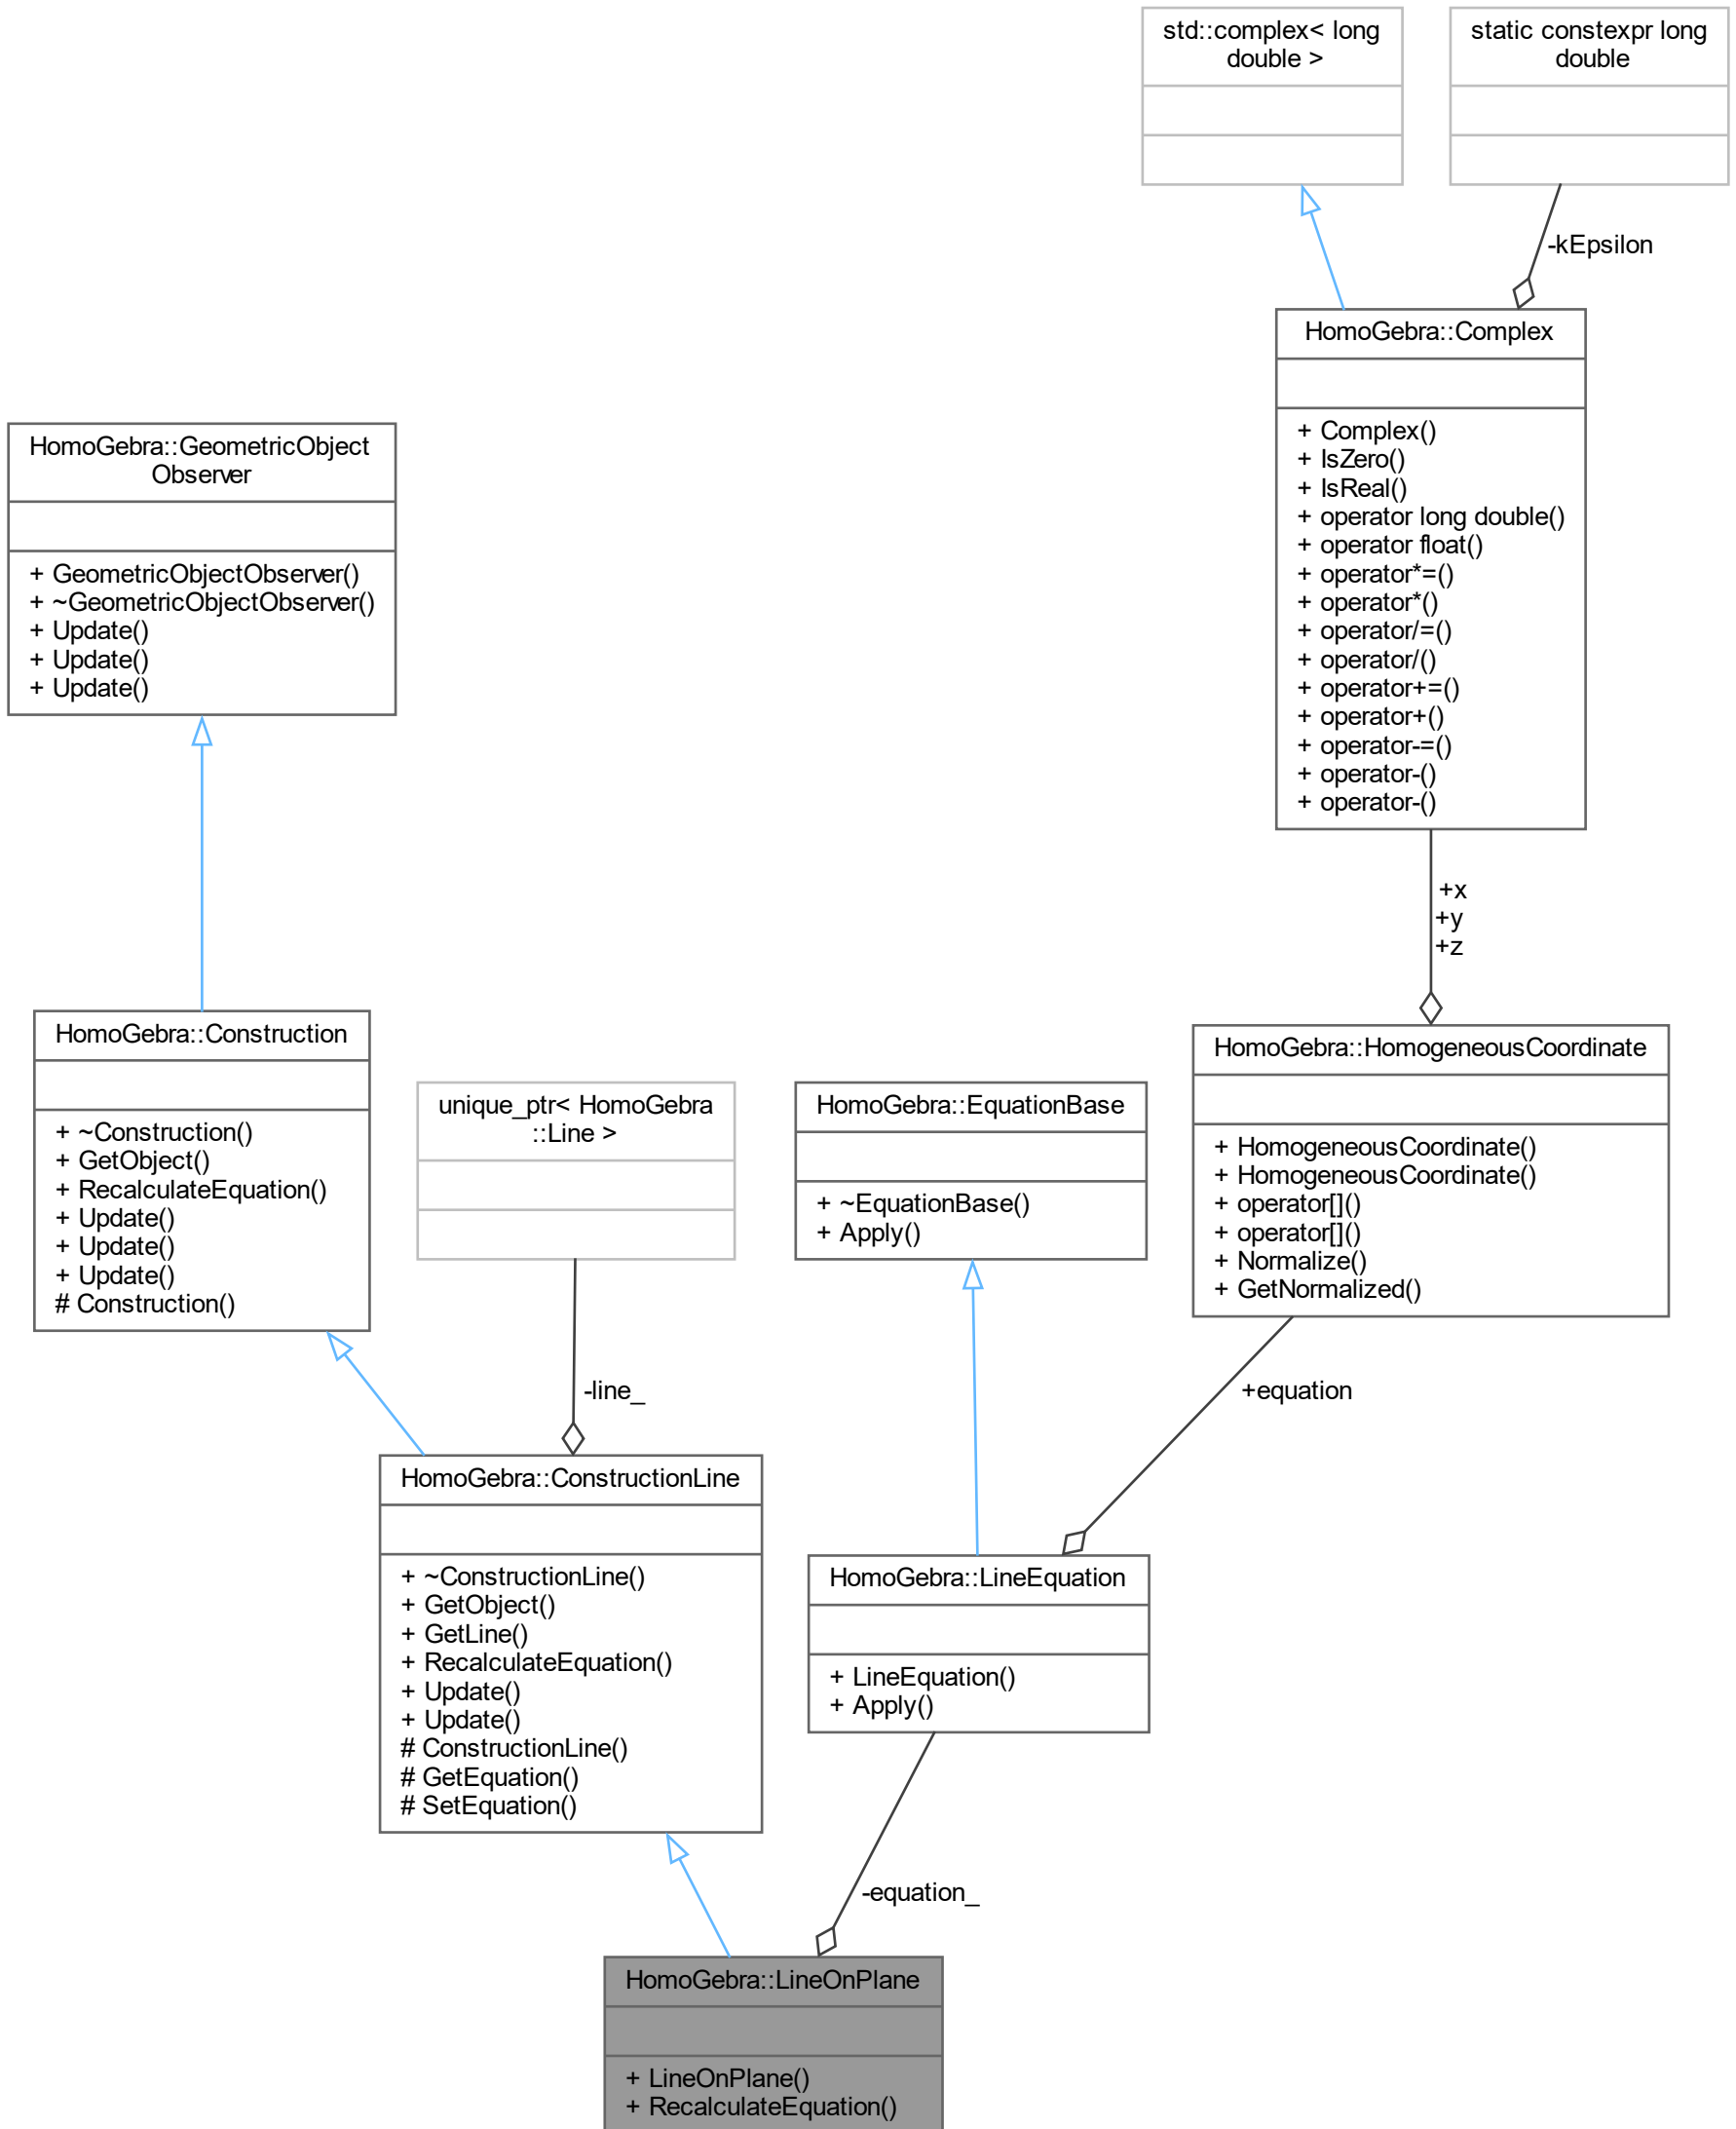 std::complex< long
double >
static constexpr long
double
-kEpsilon
HomoGebra::Complex
+ Complex()
+ IsZero()
+ IsReal()
+ operator long double()
+ operator float()
+ operator*=()
+ operator*()
+ operator/=()
+ operator/()
+ operator+=()
+ operator+()
+ operator-=()
+ operator-()
+ operator-()
HomoGebra::GeometricObject
Observer
+ GeometricObjectObserver()
+ ~GeometricObjectObserver()
+ Update()
+ Update()
+ Update()
+x
+y
+z
HomoGebra::Construction
+ ~Construction()
+ GetObject()
+ RecalculateEquation()
+ Update()
+ Update()
+ Update()
# Construction()
unique_ptr< HomoGebra
::Line >
HomoGebra::EquationBase
+ ~EquationBase()
+ Apply()
HomoGebra::HomogeneousCoordinate
+ HomogeneousCoordinate()
+ HomogeneousCoordinate()
+ operator[]()
+ operator[]()
+ Normalize()
+ GetNormalized()
-line_
+equation
HomoGebra::ConstructionLine
+ ~ConstructionLine()
+ GetObject()
+ GetLine()
+ RecalculateEquation()
+ Update()
+ Update()
# ConstructionLine()
# GetEquation()
# SetEquation()
HomoGebra::LineEquation
+ LineEquation()
+ Apply()
-equation_
HomoGebra::LineOnPlane
+ LineOnPlane()
+ RecalculateEquation()